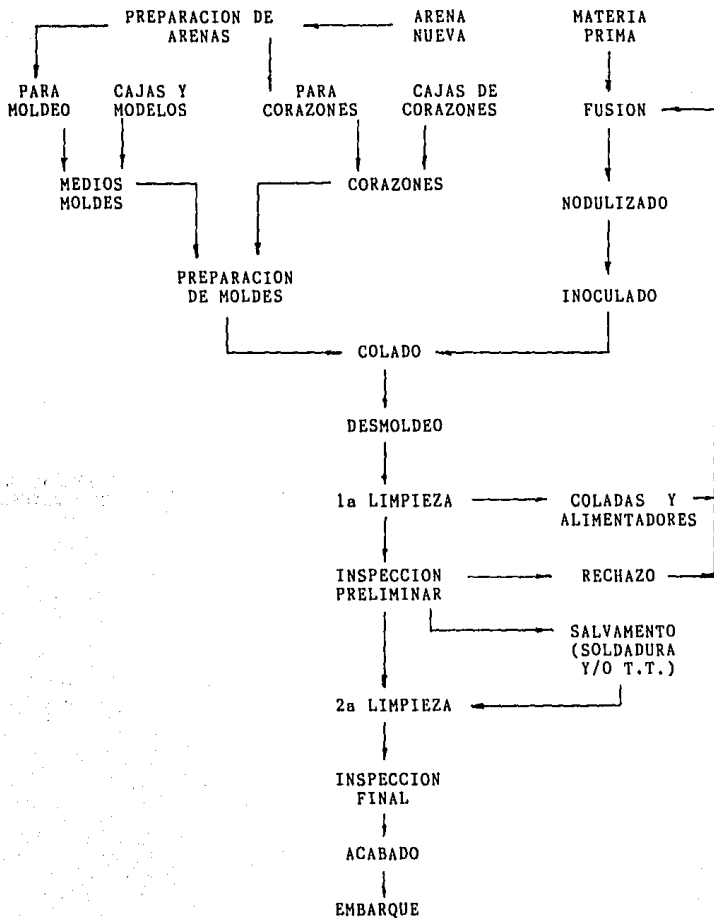 PREPARACION DE
ARENAS
ARENA
NUEVA
MATERIA
PRIMA
PARA
MOLDEO
CAJAS Y
MODELOS
PARA
CORAZONES
CAJAS DE
CORAZONES
FUSION
MEDIOS
MOLDES
CORAZONES
NODULIZADO
PREPARACION
DE MOLDES
INOCULADO
COLADO
DESMOLDEO
1a LIMPIEZA
COLADAS Y
ALIMENTADORES
INSPECCION
PRELIMINAR
RECHAZO
SALVAMENTO
(SOLDADURA
Y/O T.T.)
2a LIMPIEZA
INSPECCION
FINAL
ACABADO
EMBARQUE